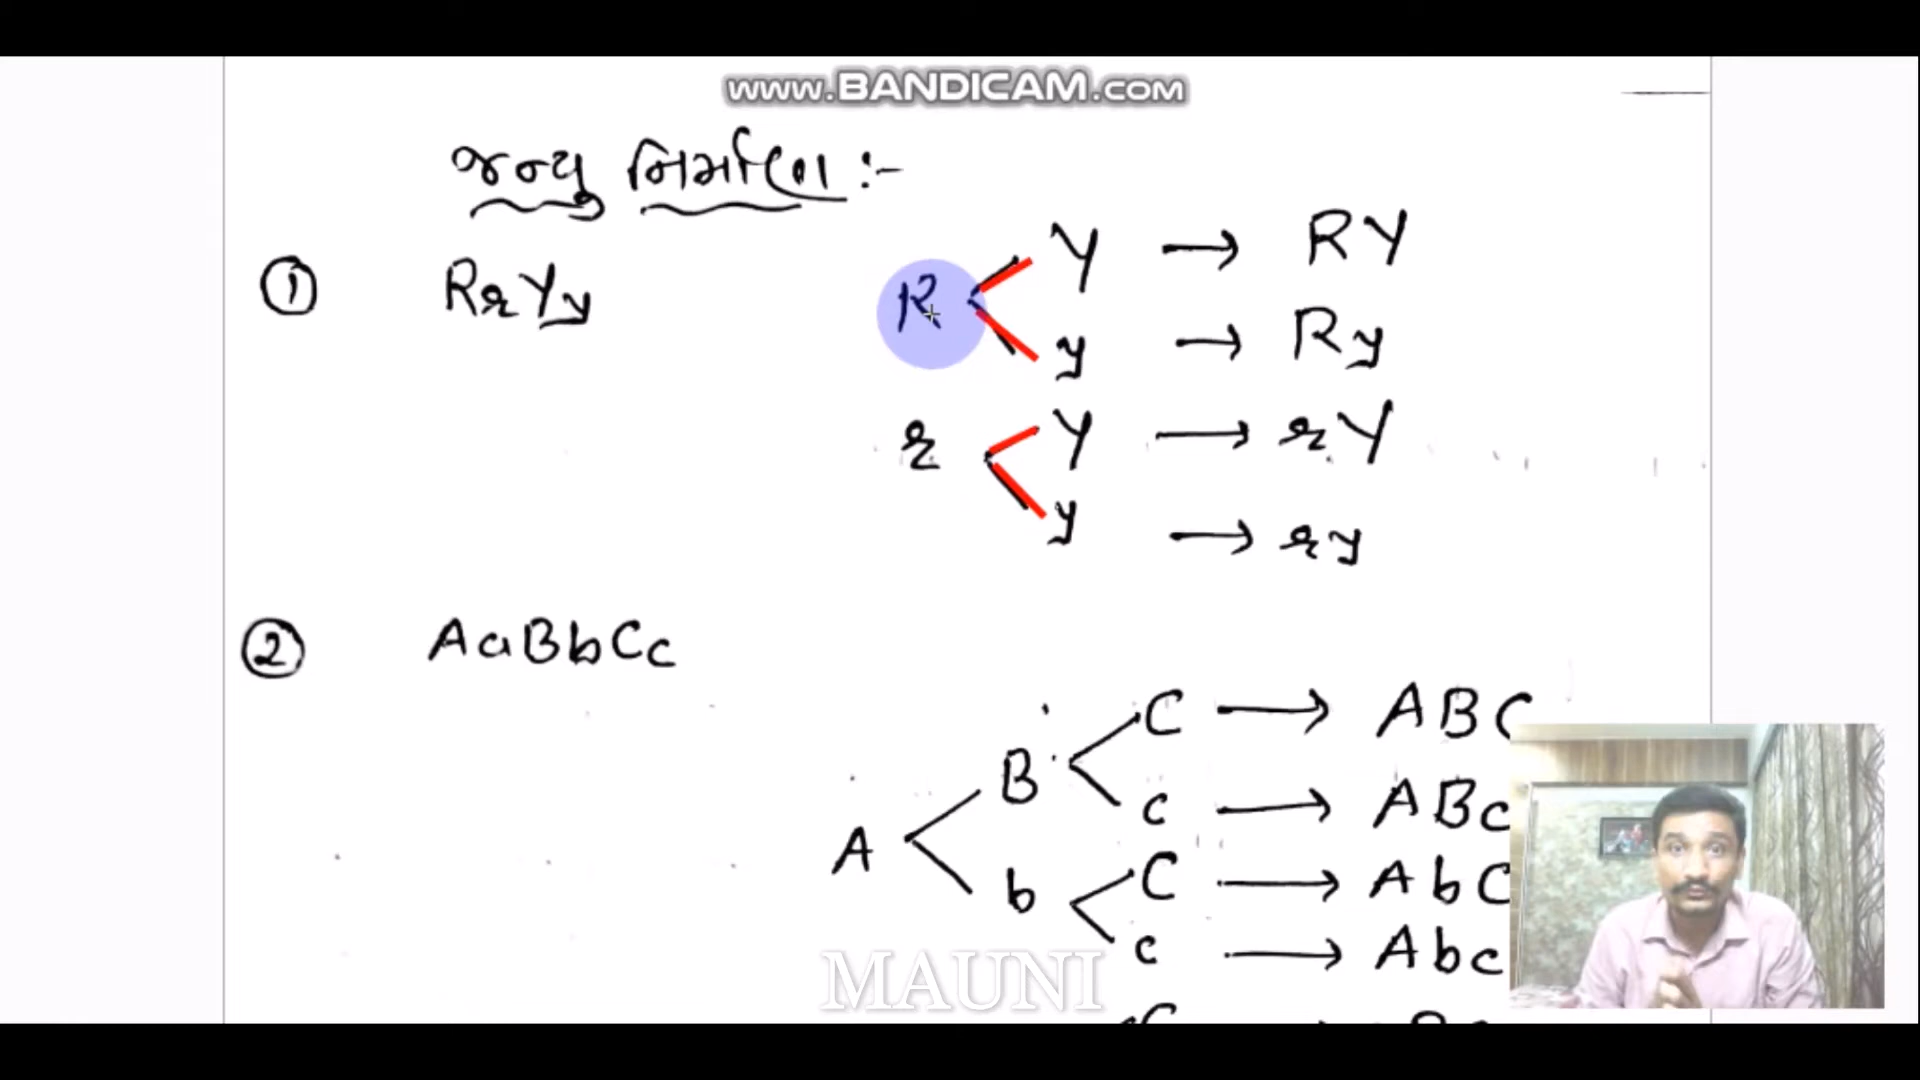 www.BANDICAM.com
જન્યુ નિર્માણ :-
① RrYy
R Y → RY
y → Ry
r Y → rY
y → ry
② AaBbCc
A B C → ABC
c → ABc
b C → AbC
c → Abc
MAUNI